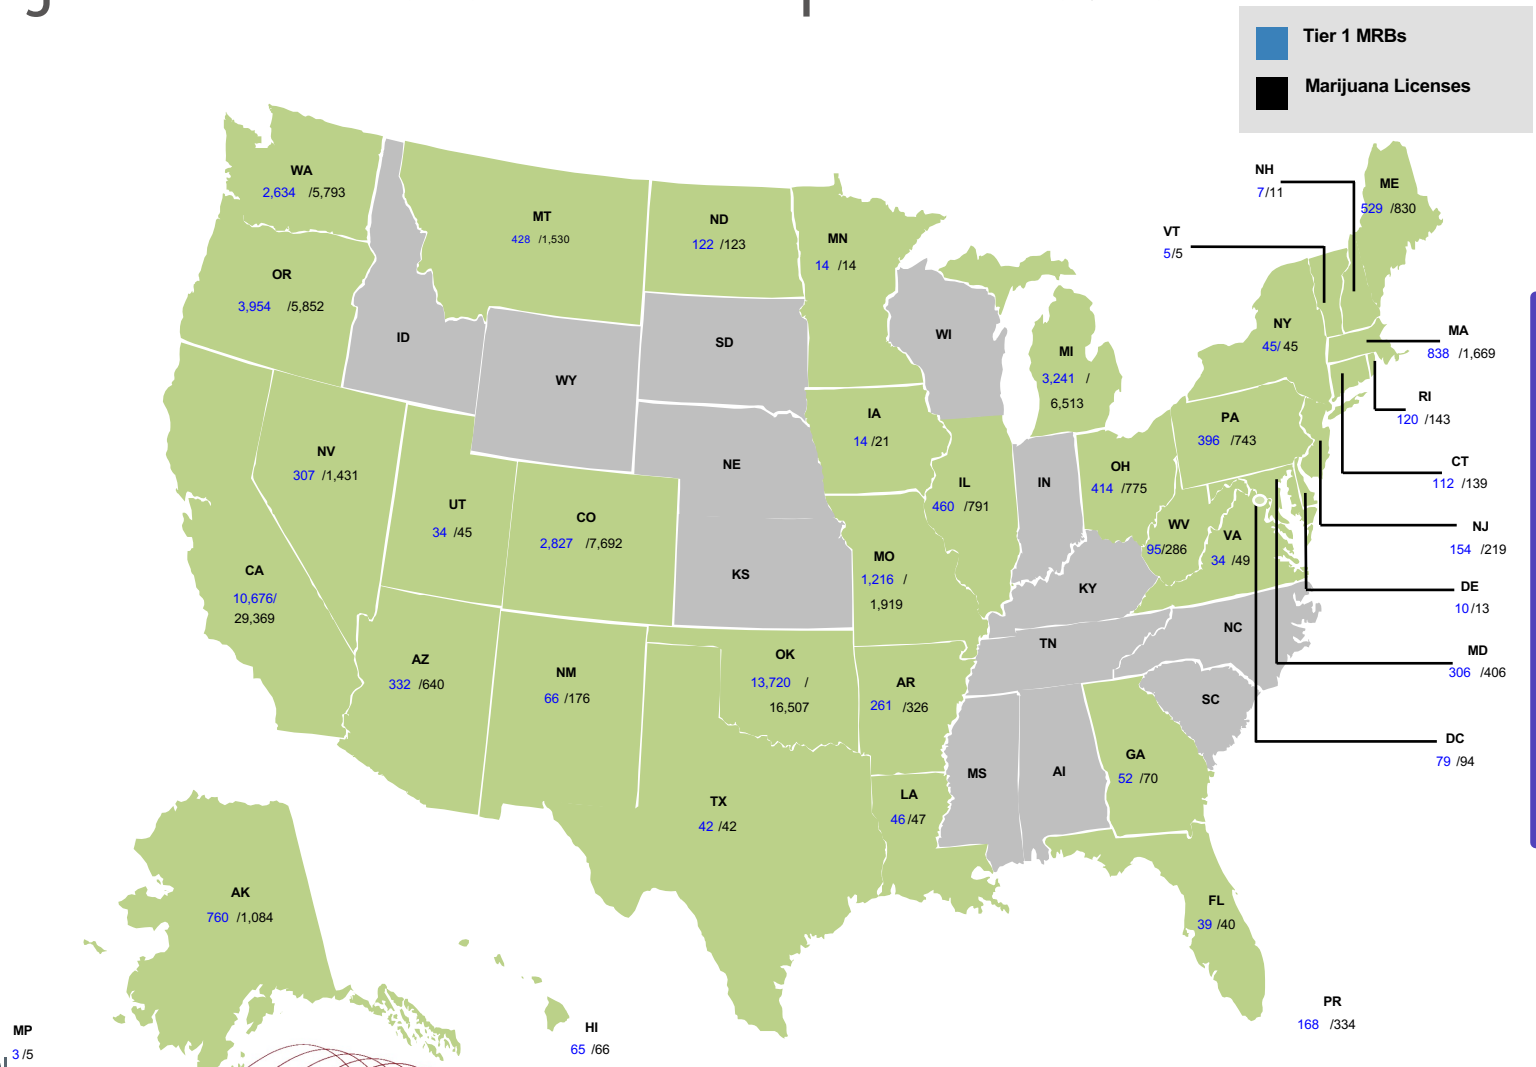 Tier 1 MRBs
Marijuana Licenses
WA
2,634 /5,793
OR
3,954 /5,852
ID
MT
428 /1,530
WY
ND
122 /123
SD
NE
KS
MN
14 /14
WI
IA
14 /21
MI
3,241 /
6,513
NH
7/11
VT
5/5
ME
529 /830
NY
45/ 45
MA
838 /1,669
RI
120 /143
PA
396 /743
CT
112 /139
NJ
154 /219
DE
10/13
MD
306 /406
DC
79 /94
NV
307 /1,431
UT
34 /45
CO
2,827 /7,692
CA
10,676/
29,369
AZ
332 /640
NM
66 /176
OK
13,720 /
16,507
TX
42 /42
MO
1,216 /
1,919
IL
460 /791
IN
OH
414 /775
WV
95/286
VA
34 /49
KY
NC
TN
SC
AR
261 /326
MS
AI
GA
52 /70
LA
46 /47
FL
39 /40
AK
760 /1,084
HI
65 /66
PR
168 /334
MP
3 /5